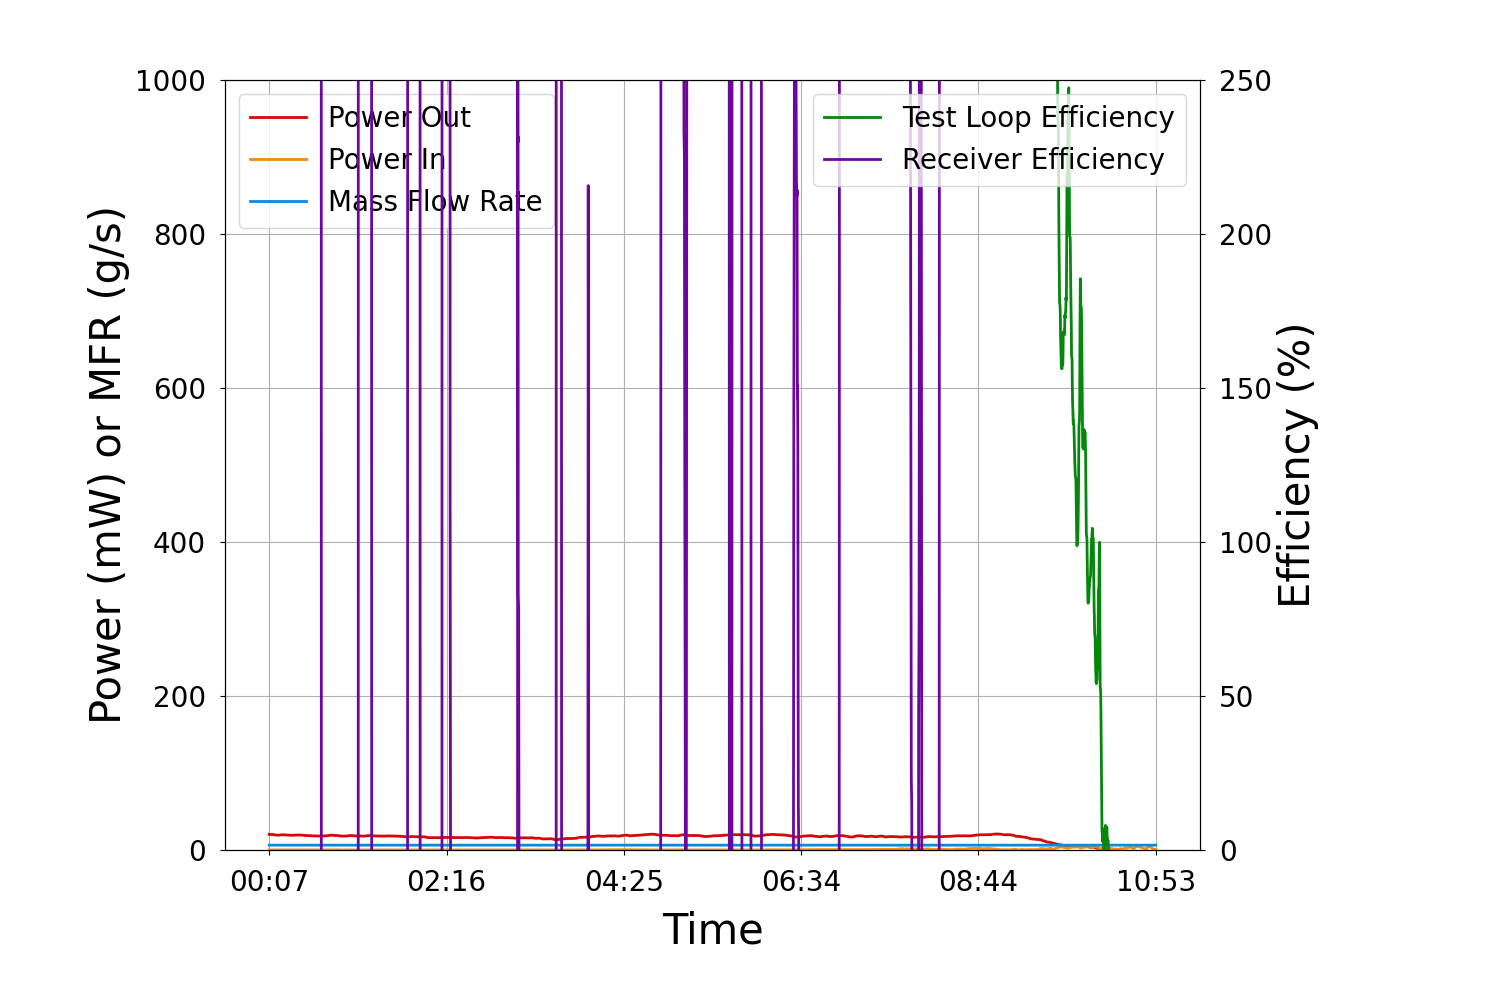 1000
800
600
400
200
0
Power (mW) or MFR (g/s)
Power Out
Power In
Mass Flow Rate
Test Loop Efficiency
Receiver Efficiency
250
200
150
100
50
0
Efficiency (%)
00:07 02:16 04:25 06:34 08:44 10:53
Time